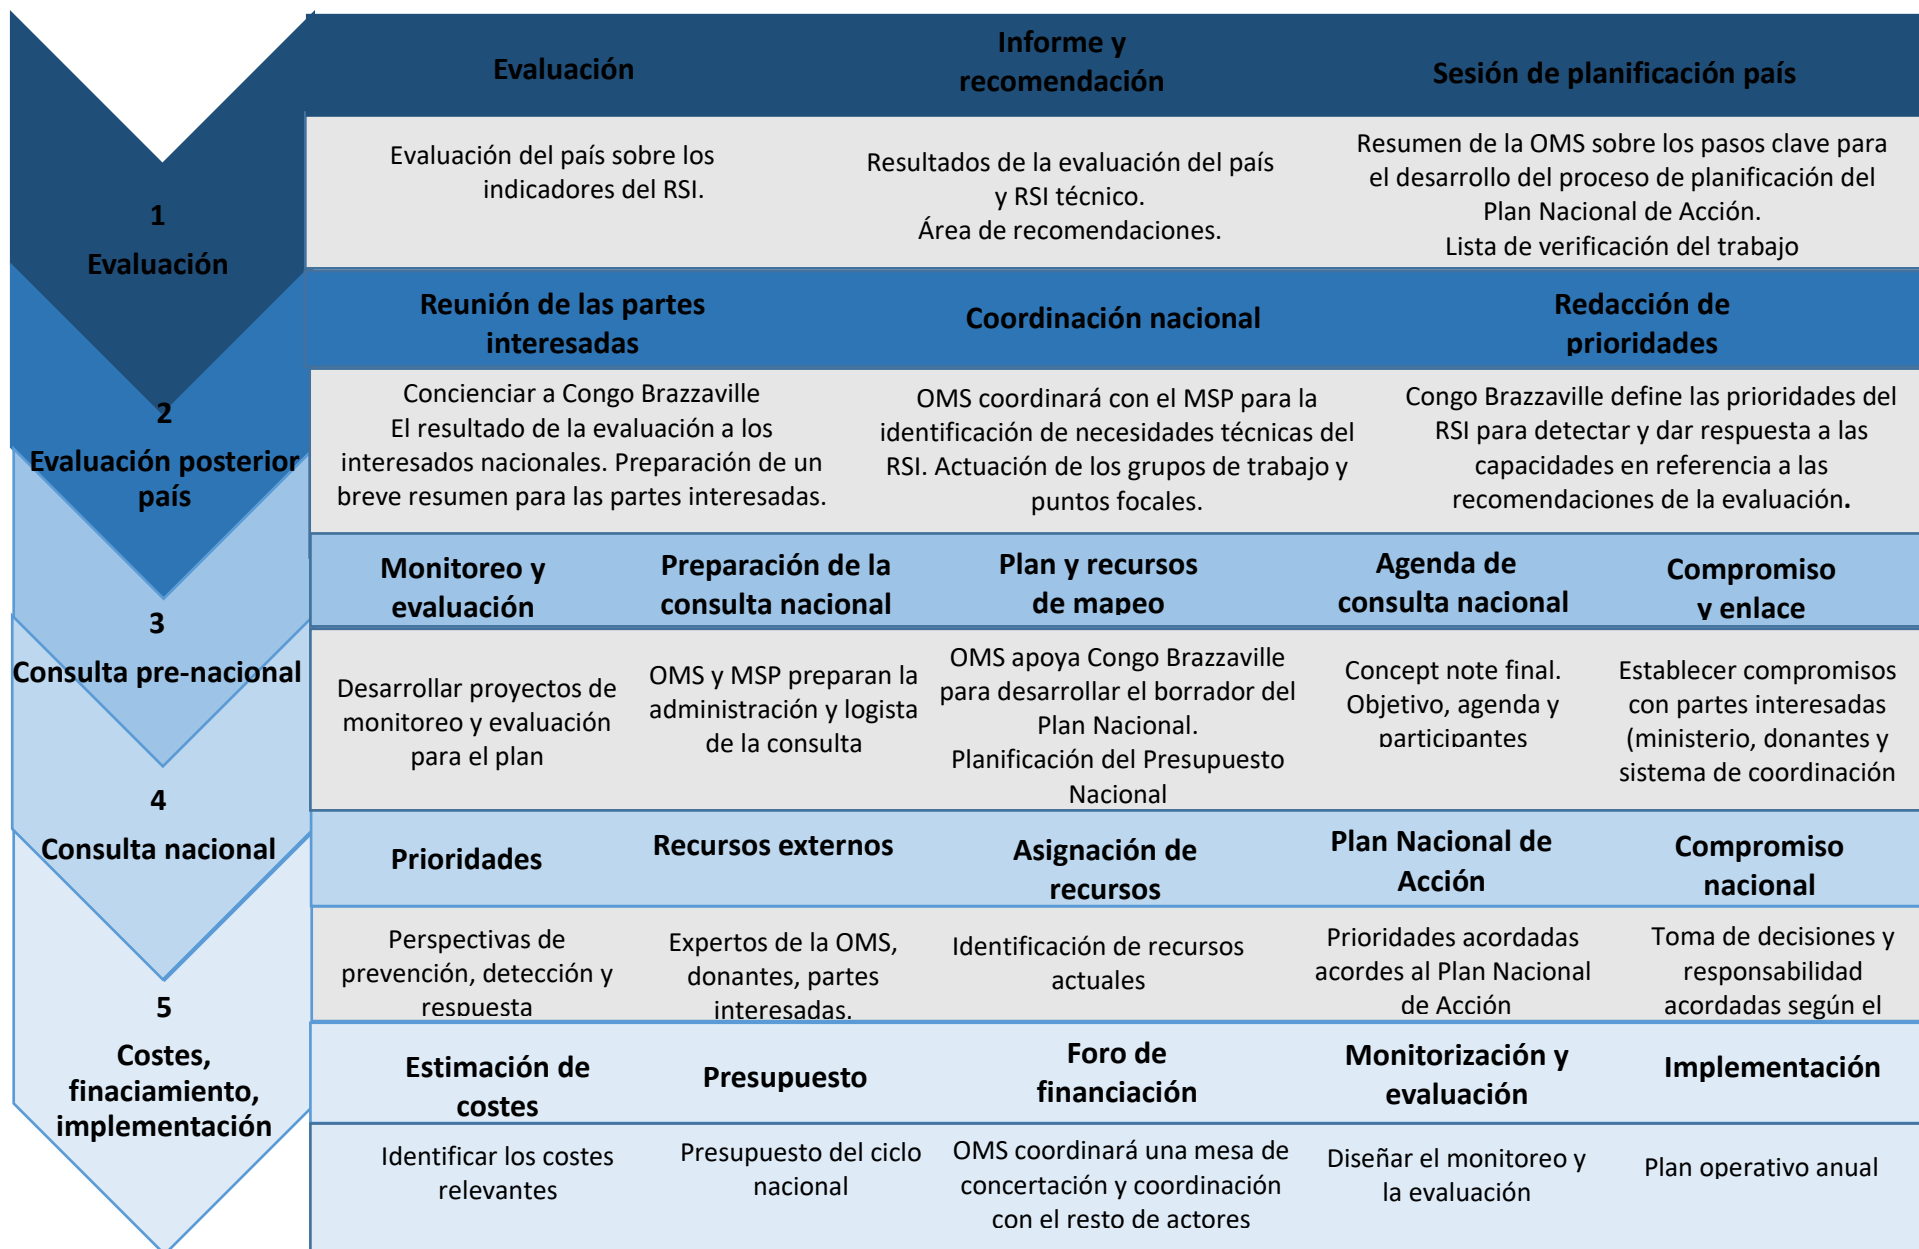 Evaluación
Informe y
recomendación
Sesión de planificación país
1
Evaluación
Evaluación del país sobre los
indicadores del RSI.
Resultados de la evaluación del país
y RSI técnico.
Área de recomendaciones.
Resumen de la OMS sobre los pasos clave para
el desarrollo del proceso de planificación del
Plan Nacional de Acción.
Lista de verificación del trabajo
Reunión de las partes
interesadas
Coordinación nacional
Redacción de
prioridades
2
Evaluación posterior
país
Concienciar a Congo Brazzaville
El resultado de la evaluación a los
interesados nacionales. Preparación de un
breve resumen para las partes interesadas.
OMS coordinará con el MSP para la
identificación de necesidades técnicas del
RSI. Actuación de los grupos de trabajo y
puntos focales.
Congo Brazzaville define las prioridades del
RSI para detectar y dar respuesta a las
capacidades en referencia a las
recomendaciones de la evaluación.
Monitoreo y
evaluación
Preparación de la
consulta nacional
Plan y recursos
de mapeo
Agenda de
consulta nacional
Compromiso
y enlace
3
Consulta pre-nacional
Desarrollar proyectos de
monitoreo y evaluación
para el plan
OMS y MSP preparan la
administración y logista
de la consulta
OMS apoya Congo Brazzaville
para desarrollar el borrador del
Plan Nacional.
Planificación del Presupuesto
Nacional
Concept note final.
Objetivo, agenda y
participantes
Establecer compromisos
con partes interesadas
(ministerio, donantes y
sistema de coordinación
4
Consulta nacional
Prioridades
Recursos externos
Asignación de
recursos
Plan Nacional de
Acción
Compromiso
nacional
Perspectivas de
prevención, detección y
respuesta
Expertos de la OMS,
donantes, partes
interesadas.
Identificación de recursos
actuales
Prioridades acordadas
acordes al Plan Nacional
de Acción
Toma de decisiones y
responsabilidad
acordadas según el
5
Costes,
finaciamiento,
implementación
Estimación de
costes
Presupuesto
Foro de
financiación
Monitorización y
evaluación
Implementación
Identificar los costes
relevantes
Presupuesto del ciclo
nacional
OMS coordinará una mesa de
concertación y coordinación
con el resto de actores
Diseñar el monitoreo y
la evaluación
Plan operativo anual